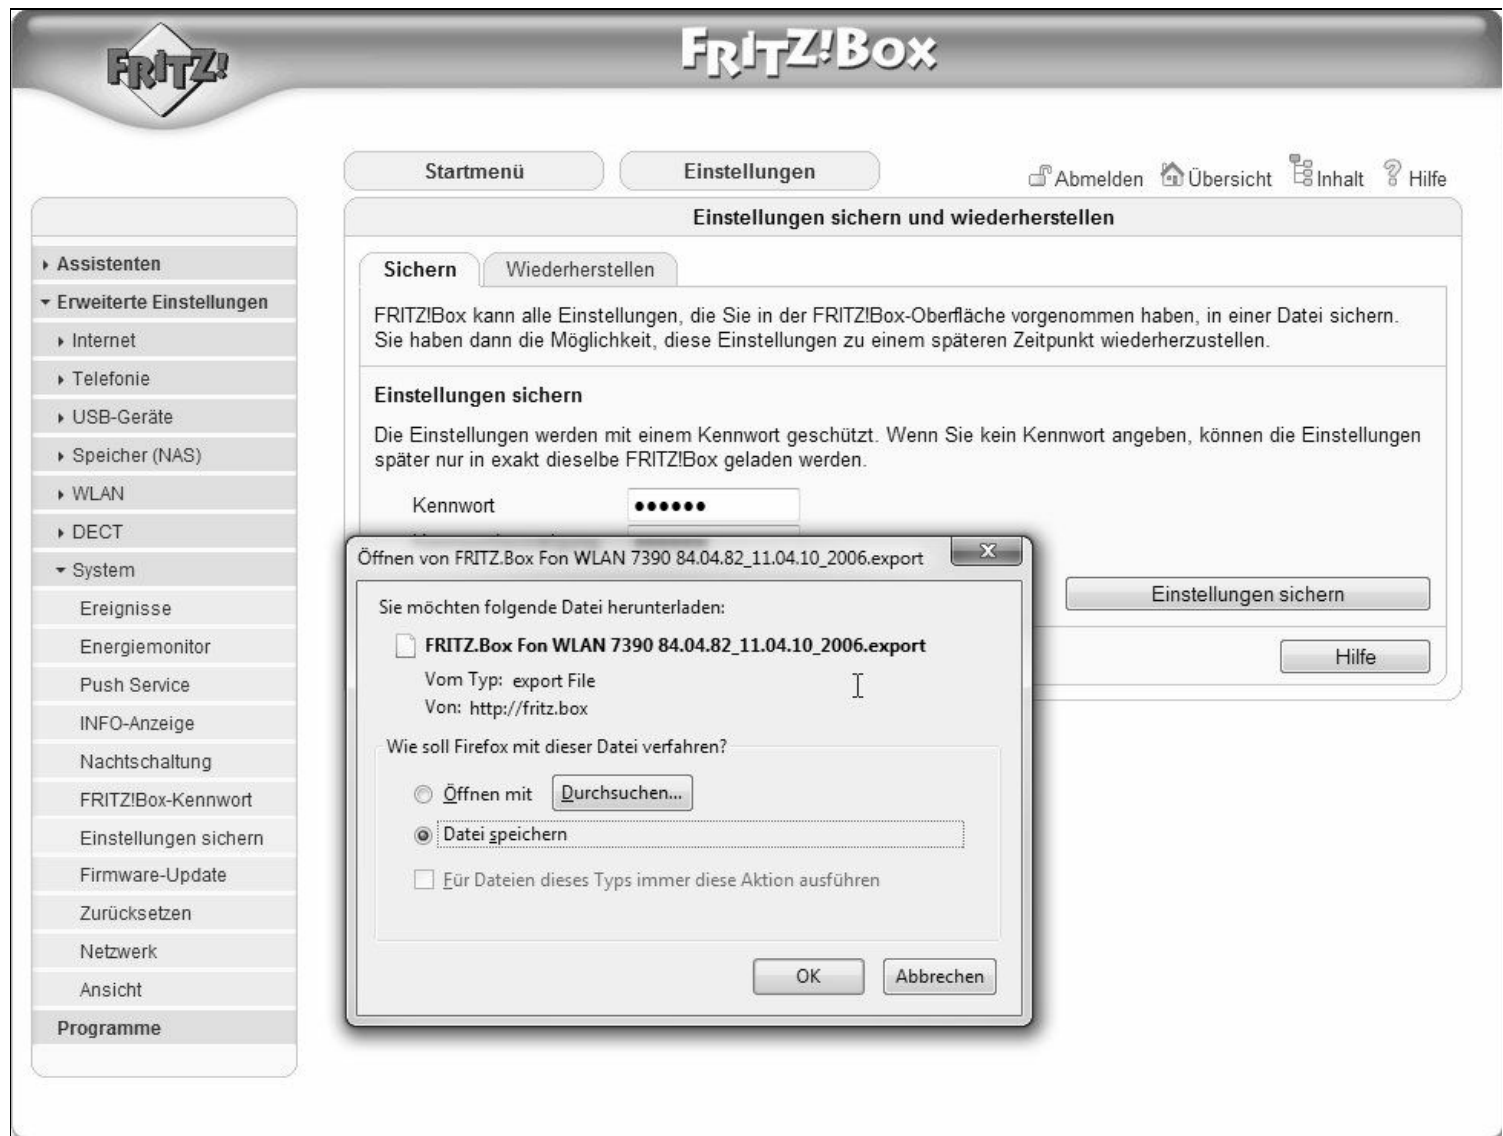 FRITZ!
FRITZ!BOX
Startmenü
Einstellungen
Abmelden
Übersicht
Inhalt
Hilfe
Einstellungen sichern und wiederherstellen
Assistenten
Erweiterte Einstellungen
Internet
Telefonie
USB-Geräte
Speicher (NAS)
WLAN
DECT
System
Ereignisse
Energiemonitor
Push Service
INFO-Anzeige
Nachtschaltung
FRITZ!Box-Kennwort
Einstellungen sichern
Firmware-Update
Zurücksetzen
Netzwerk
Ansicht
Programme
Sichern
Wiederherstellen
FRITZ!Box kann alle Einstellungen, die Sie in der FRITZ!Box-Oberfläche vorgenommen haben, in einer Datei sichern.
Sie haben dann die Möglichkeit, diese Einstellungen zu einem späteren Zeitpunkt wiederherzustellen.
Einstellungen sichern
Die Einstellungen werden mit einem Kennwort geschützt. Wenn Sie kein Kennwort angeben, können die Einstellungen
später nur in exakt dieselbe FRITZ!Box geladen werden.
Kennwort
••••••
Einstellungen sichern
Hilfe
Öffnen von FRITZ.Box Fon WLAN 7390 84.04.82_11.04.10_2006.export
Sie möchten folgende Datei herunterladen:
FRITZ.Box Fon WLAN 7390 84.04.82_11.04.10_2006.export
Vom Typ: export File
Von: http://fritz.box
Wie soll Firefox mit dieser Datei verfahren?
Öffnen mit
Durchsuchen...
Datei speichern
Für Dateien dieses Typs immer diese Aktion ausführen
OK
Abbrechen